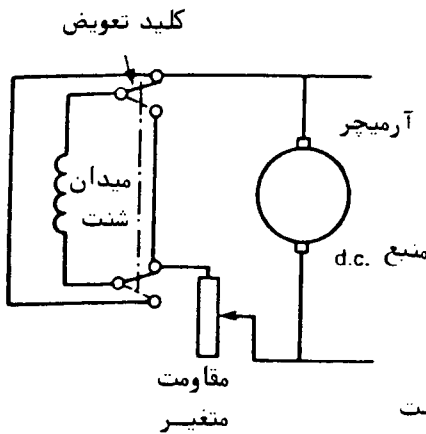 کلید تعویض
آرمیچر
میدان
شنت
منبع d.c.
مقاومت
متغیر